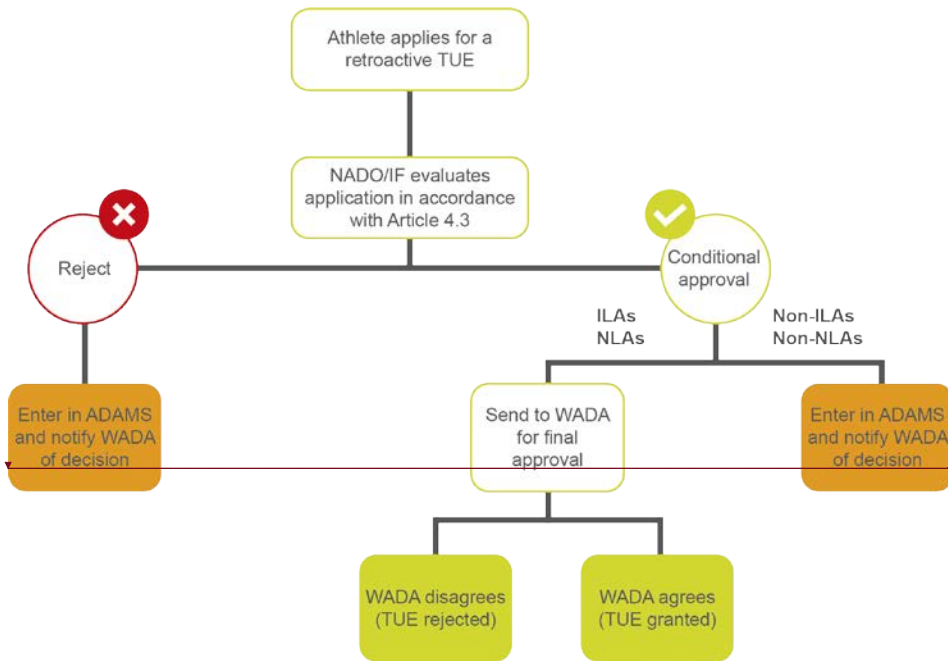 Athlete applies for a
retroactive TUE
NADO/IF evaluates
application in accordance
with Article 4.3
Reject
Conditional
approval
ILAs
NLAs
Non-ILAs
Non-NLAs
Enter in ADAMS
and notify WADA
of decision
Send to WADA
for final
approval
Enter in ADAMS
and notify WADA
of decision
WADA disagrees
(TUE rejected)
WADA agrees
(TUE granted)